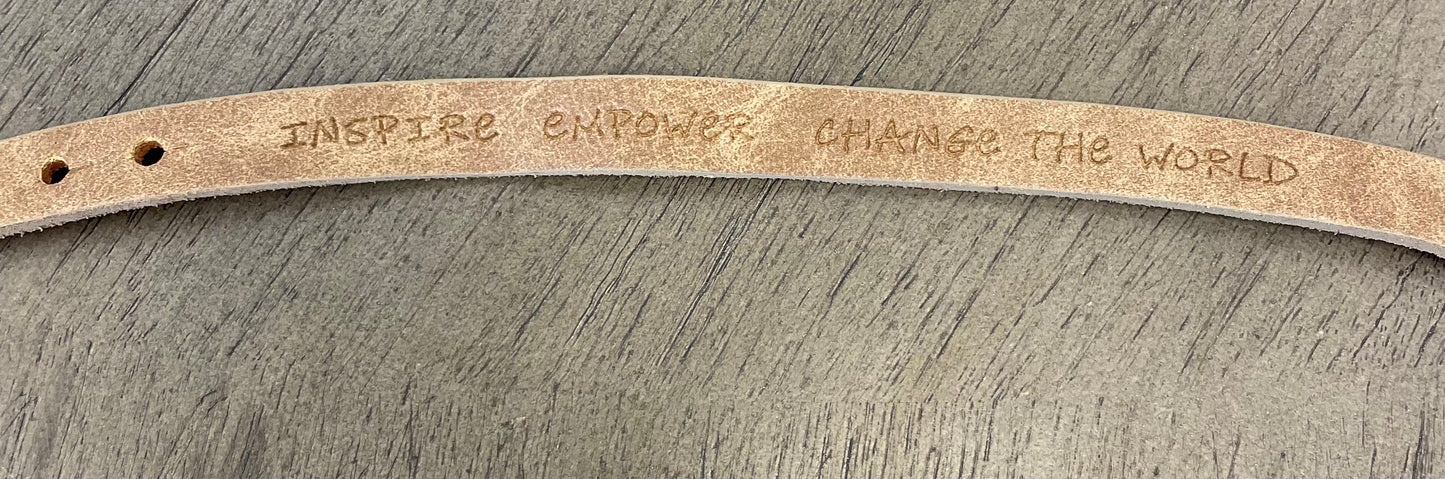 INSPIRe eMPOWeR CHANGe THe WORLD